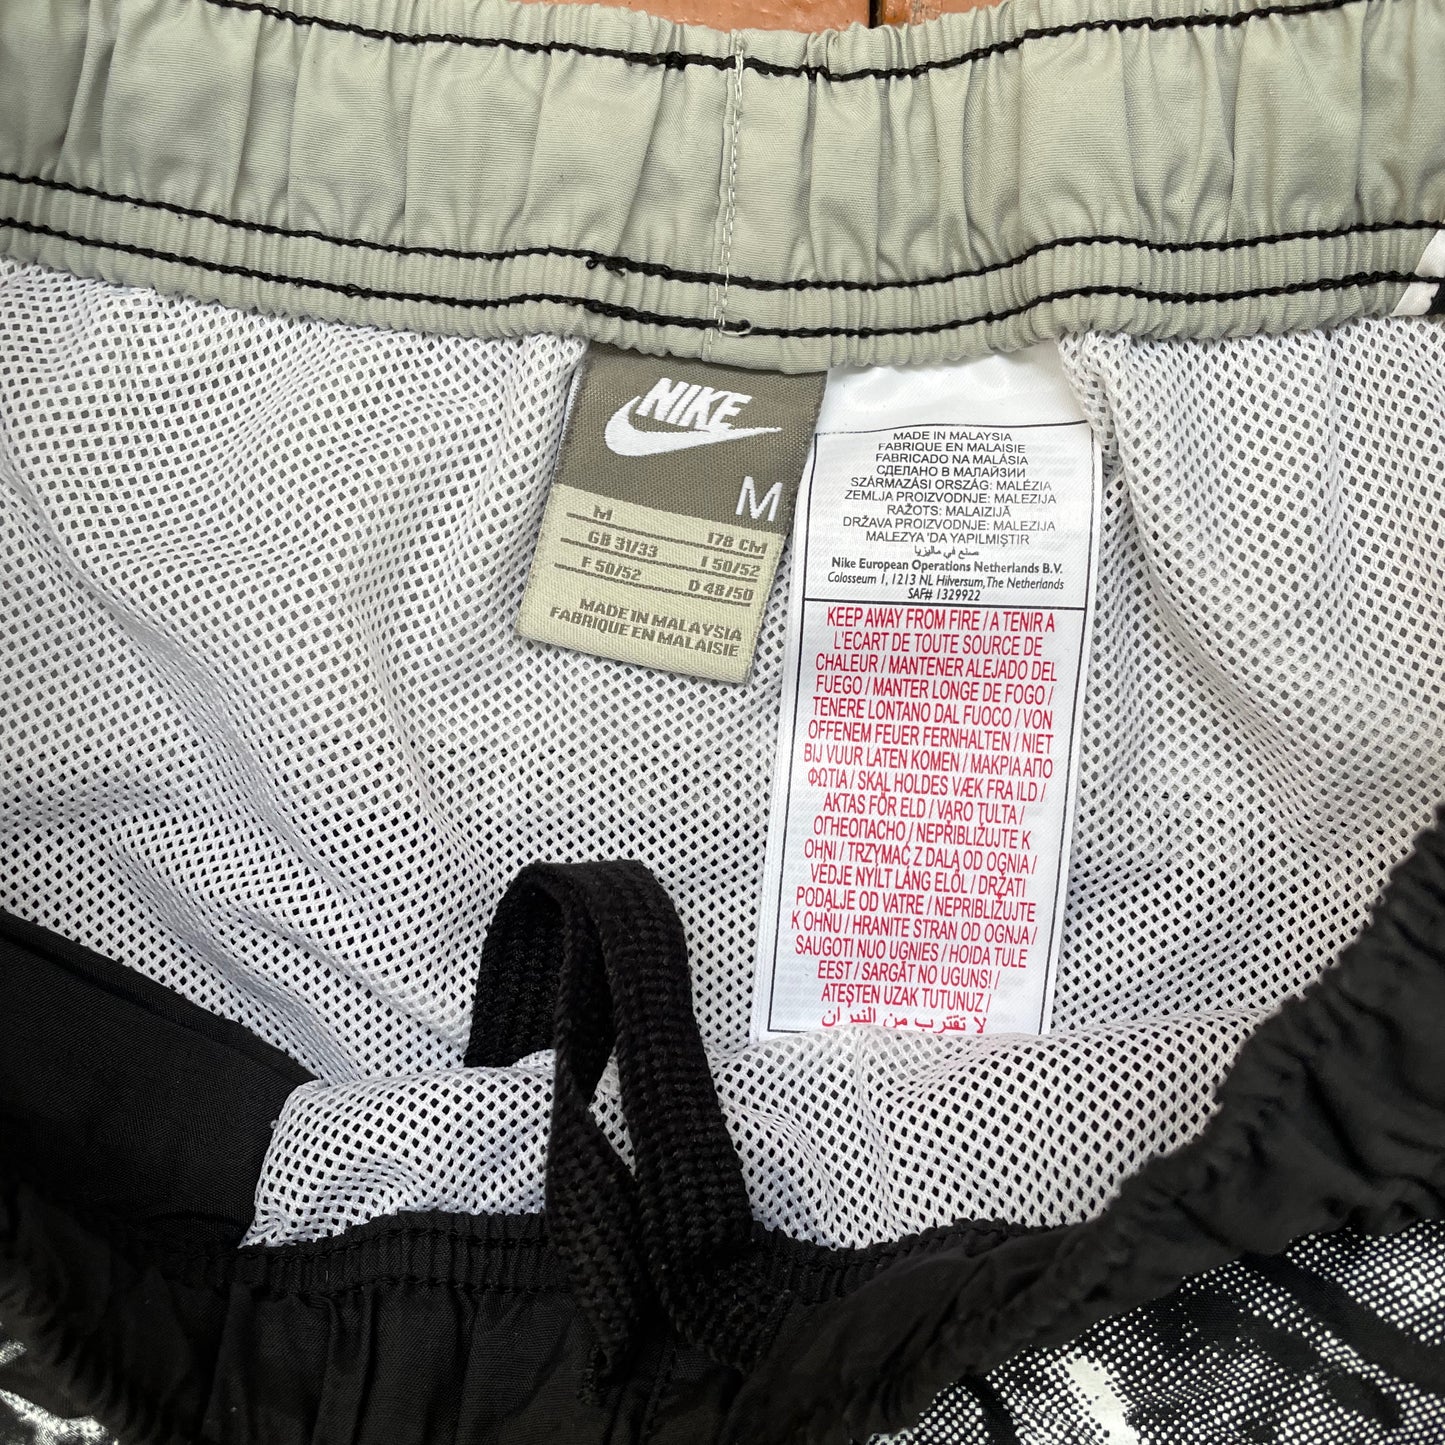 NIKE
M
M 178 CM
GB 31/33 I 50/52
F 50/52 D 48/50
MADE IN MALAYSIA
FABRIQUE EN MALAISIE
MADE IN MALAYSIA
FABRIQUE EN MALAISIE
FABRICADO NA MALÁSIA
СДЕЛАНО В МАЛАЙЗИИ
SZÁRMAZÁSI ORSZÁG: MALÉZIA
ZEMLJA PROIZVODNJE: MALEZIJA
RAŽOTS: MALAIZIJĀ
DRŽAVA PROIZVODNJE: MALEZIJA
MALEZYA 'DA YAPILMIŞTIR
صنع في ماليزيا
Nike European Operations Netherlands B.V.
Colosseum 1, 1213 NL Hilversum, The Netherlands
SAF# 1329922
KEEP AWAY FROM FIRE / A TENIR A
L'ECART DE TOUTE SOURCE DE
CHALEUR / MANTENER ALEJADO DEL
FUEGO / MANTER LONGE DE FOGO /
TENERE LONTANO DAL FUOCO / VON
OFFENEM FEUER FERNHALTEN / NIET
BIJ VUUR LATEN KOMEN / ΜΑΚΡΙΑ ΑΠΟ
ΦΩΤΙΑ / SKAL HOLDES VÆK FRA ILD /
AKTAS FÖR ELD / VARO TULTA /
ОГНЕОПАСНО / NEPŘIBLIŽUJTE K
OHNI / TRZYMAĆ Z DALA OD OGNIA /
VÉDJE NYÍLT LÁNG ELÖL / DRŽATI
PODALJE OD VATRE / NEPRIBLIŽUJTE
K OHŇU / HRANITE STRAN OD OGNJA /
SAUGOTI NUO UGNIES / HOIDA TULE
EEST / SARGĀT NO UGUNS! /
ATEŞTEN UZAK TUTUNUZ /
لا تقترب من النيران